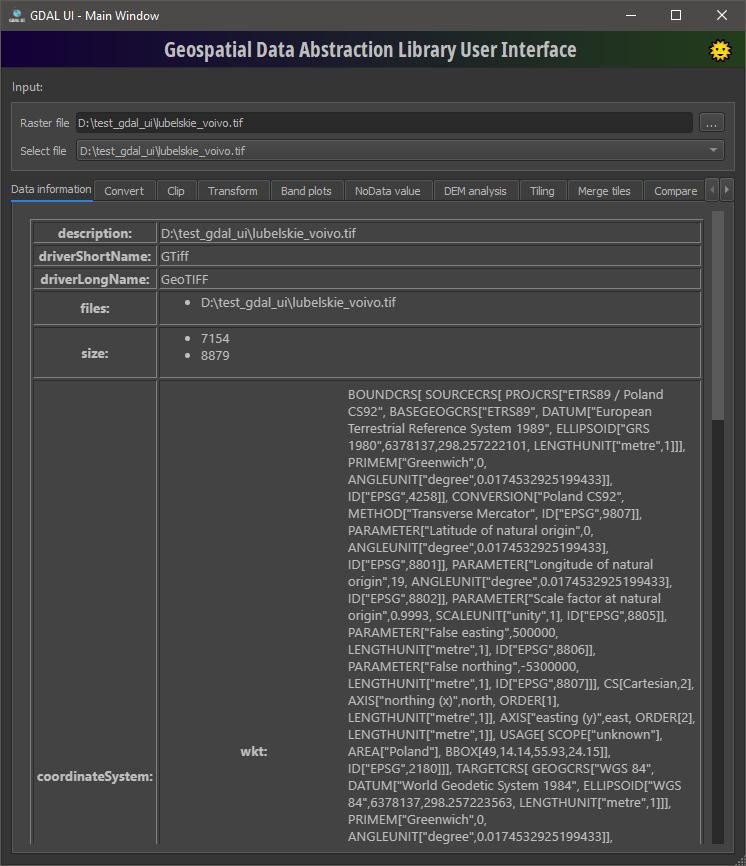 GDAL UI - Main Window
Geospatial Data Abstraction Library User Interface
Input:
Raster file D:\test_gdal_ui\lubelskie_voivo.tif ...
Select file D:\test_gdal_ui\lubelskie_voivo.tif
Data information Convert Clip Transform Band plots NoData value DEM analysis Tiling Merge tiles Compare
description: D:\test_gdal_ui\lubelskie_voivo.tif
driverShortName: GTiff
driverLongName: GeoTIFF
files: • D:\test_gdal_ui\lubelskie_voivo.tif
size:
• 7154
• 8879
coordinateSystem:
wkt:
BOUNDCRS[ SOURCECRS[ PROJCRS["ETRS89 / Poland
CS92", BASEGEOGCRS["ETRS89", DATUM["European
Terrestrial Reference System 1989", ELLIPSOID["GRS
1980",6378137,298.257222101, LENGTHUNIT["metre",1]]],
PRIMEM["Greenwich",0,
ANGLEUNIT["degree",0.0174532925199433]],
ID["EPSG",4258]], CONVERSION["Poland CS92",
METHOD["Transverse Mercator", ID["EPSG",9807]],
PARAMETER["Latitude of natural origin",0,
ANGLEUNIT["degree",0.0174532925199433],
ID["EPSG",8801]], PARAMETER["Longitude of natural
origin",19, ANGLEUNIT["degree",0.0174532925199433],
ID["EPSG",8802]], PARAMETER["Scale factor at natural
origin",0.9993, SCALEUNIT["unity",1], ID["EPSG",8805]],
PARAMETER["False easting",500000,
LENGTHUNIT["metre",1], ID["EPSG",8806]],
PARAMETER["False northing",-5300000,
LENGTHUNIT["metre",1], ID["EPSG",8807]]], CS[Cartesian,2],
AXIS["northing (x)",north, ORDER[1],
LENGTHUNIT["metre",1]], AXIS["easting (y)",east, ORDER[2],
LENGTHUNIT["metre",1]], USAGE[ SCOPE["unknown"],
AREA["Poland"], BBOX[49,14.14,55.93,24.15]],
ID["EPSG",2180]]], TARGETCRS[ GEOGCRS["WGS 84",
DATUM["World Geodetic System 1984", ELLIPSOID["WGS
84",6378137,298.257223563, LENGTHUNIT["metre",1]]],
PRIMEM["Greenwich",0,
ANGLEUNIT["degree",0.0174532925199433]],